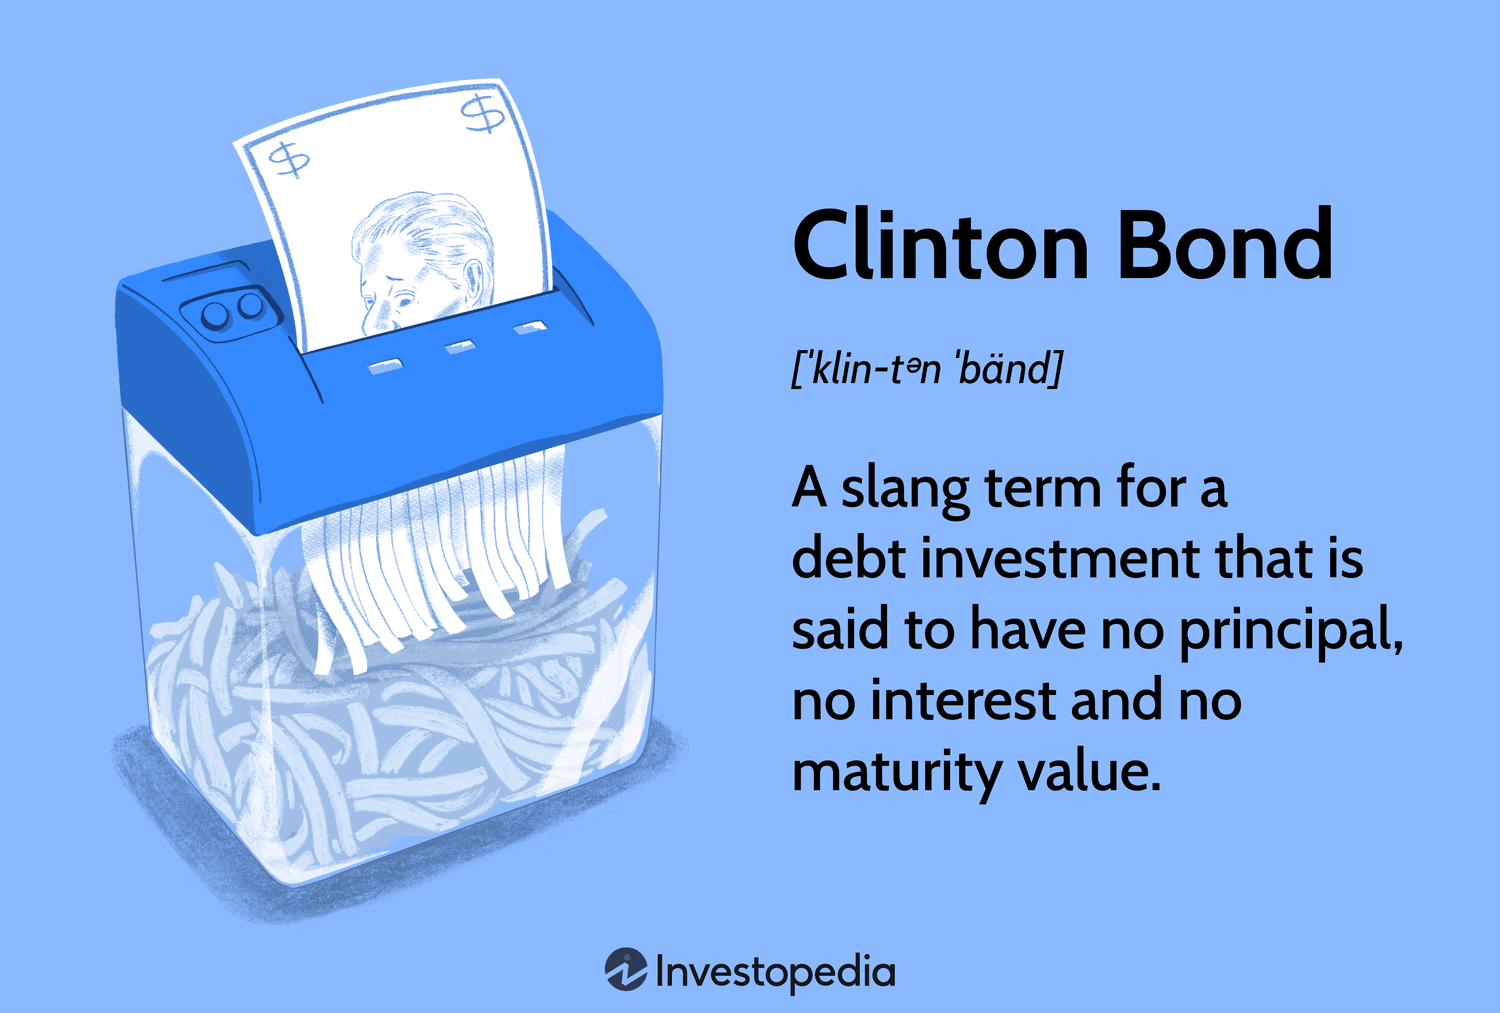 $
$
Clinton Bond
[ˈklin-tᵊn ˈbänd]
A slang term for a
debt investment that is
said to have no principal,
no interest and no
maturity value.
Investopedia